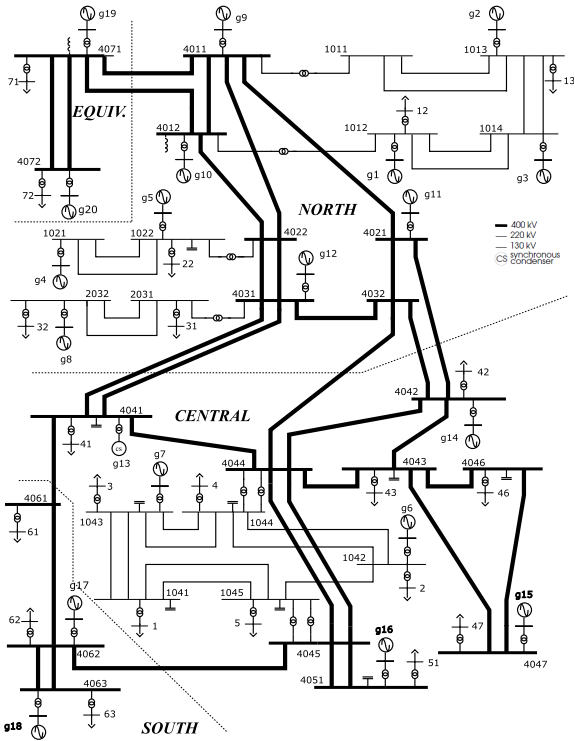 g19
g9
g2
4071
4011
1011
1013
71
13
EQUIV.
12
4012
1012
1014
4072
g10
g1
g3
72
g20
g5
NORTH
g11
400 kV
220 kV
130 kV
CS synchronous
condenser
1021
1022
4022
4021
g12
22
g4
2032
2031
4031
4032
32
31
g8
42
4042
4041
CENTRAL
g14
41
CS
g13
g7
4044
4043
4046
3
4
43
46
4061
1043
1044
g6
61
1042
g17
1041
1045
2
g15
62
1
5
g16
47
4062
4045
51
4047
4063
4051
63
g18
SOUTH